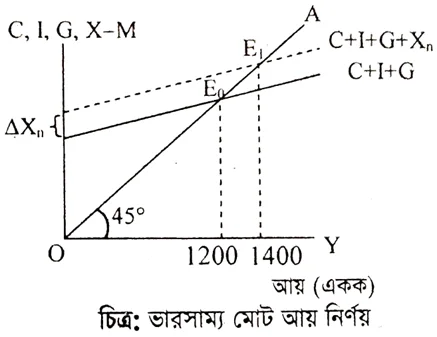 C, I, G, X–M
A
E₁
C+I+G+Xₙ
C+I+G
E₀
ΔXₙ
45°
O
1200 1400
Y
আয় (একক)
চিত্র: ভারসাম্য মোট আয় নির্ণয়